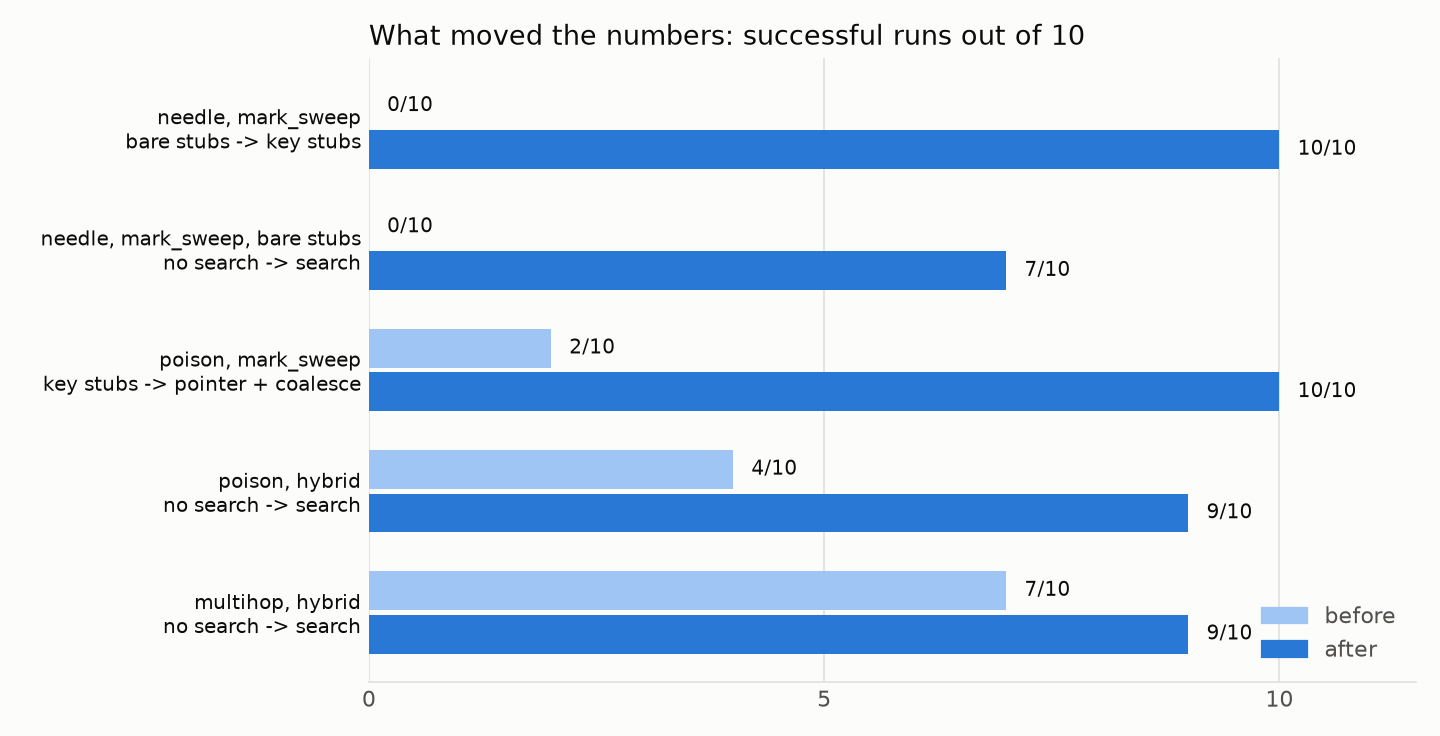 What moved the numbers: successful runs out of 10
needle, mark_sweep
bare stubs -> key stubs
0/10
10/10
needle, mark_sweep, bare stubs
no search -> search
0/10
7/10
poison, mark_sweep
key stubs -> pointer + coalesce
2/10
10/10
poison, hybrid
no search -> search
4/10
9/10
multihop, hybrid
no search -> search
7/10
9/10
before
after
0
5
10